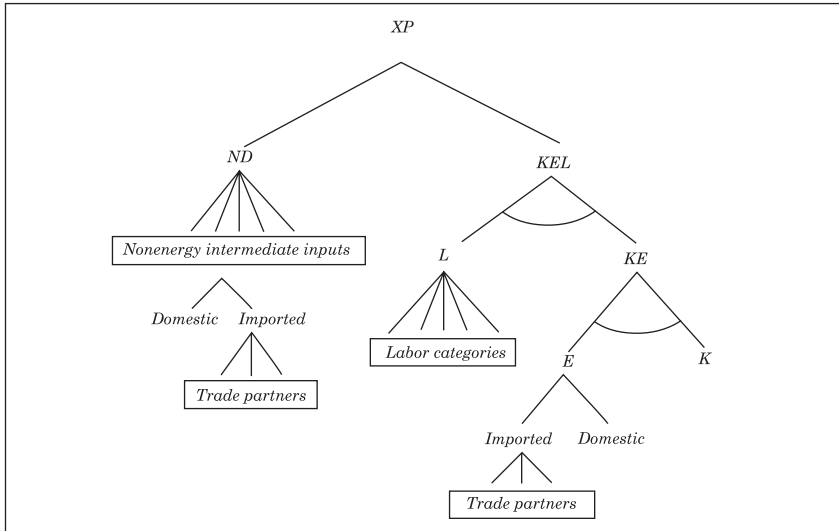 XP
ND
KEL
Nonenergy intermediate inputs
L
KE
Domestic Imported
Labor categories
E
K
Trade partners
Imported Domestic
Trade partners